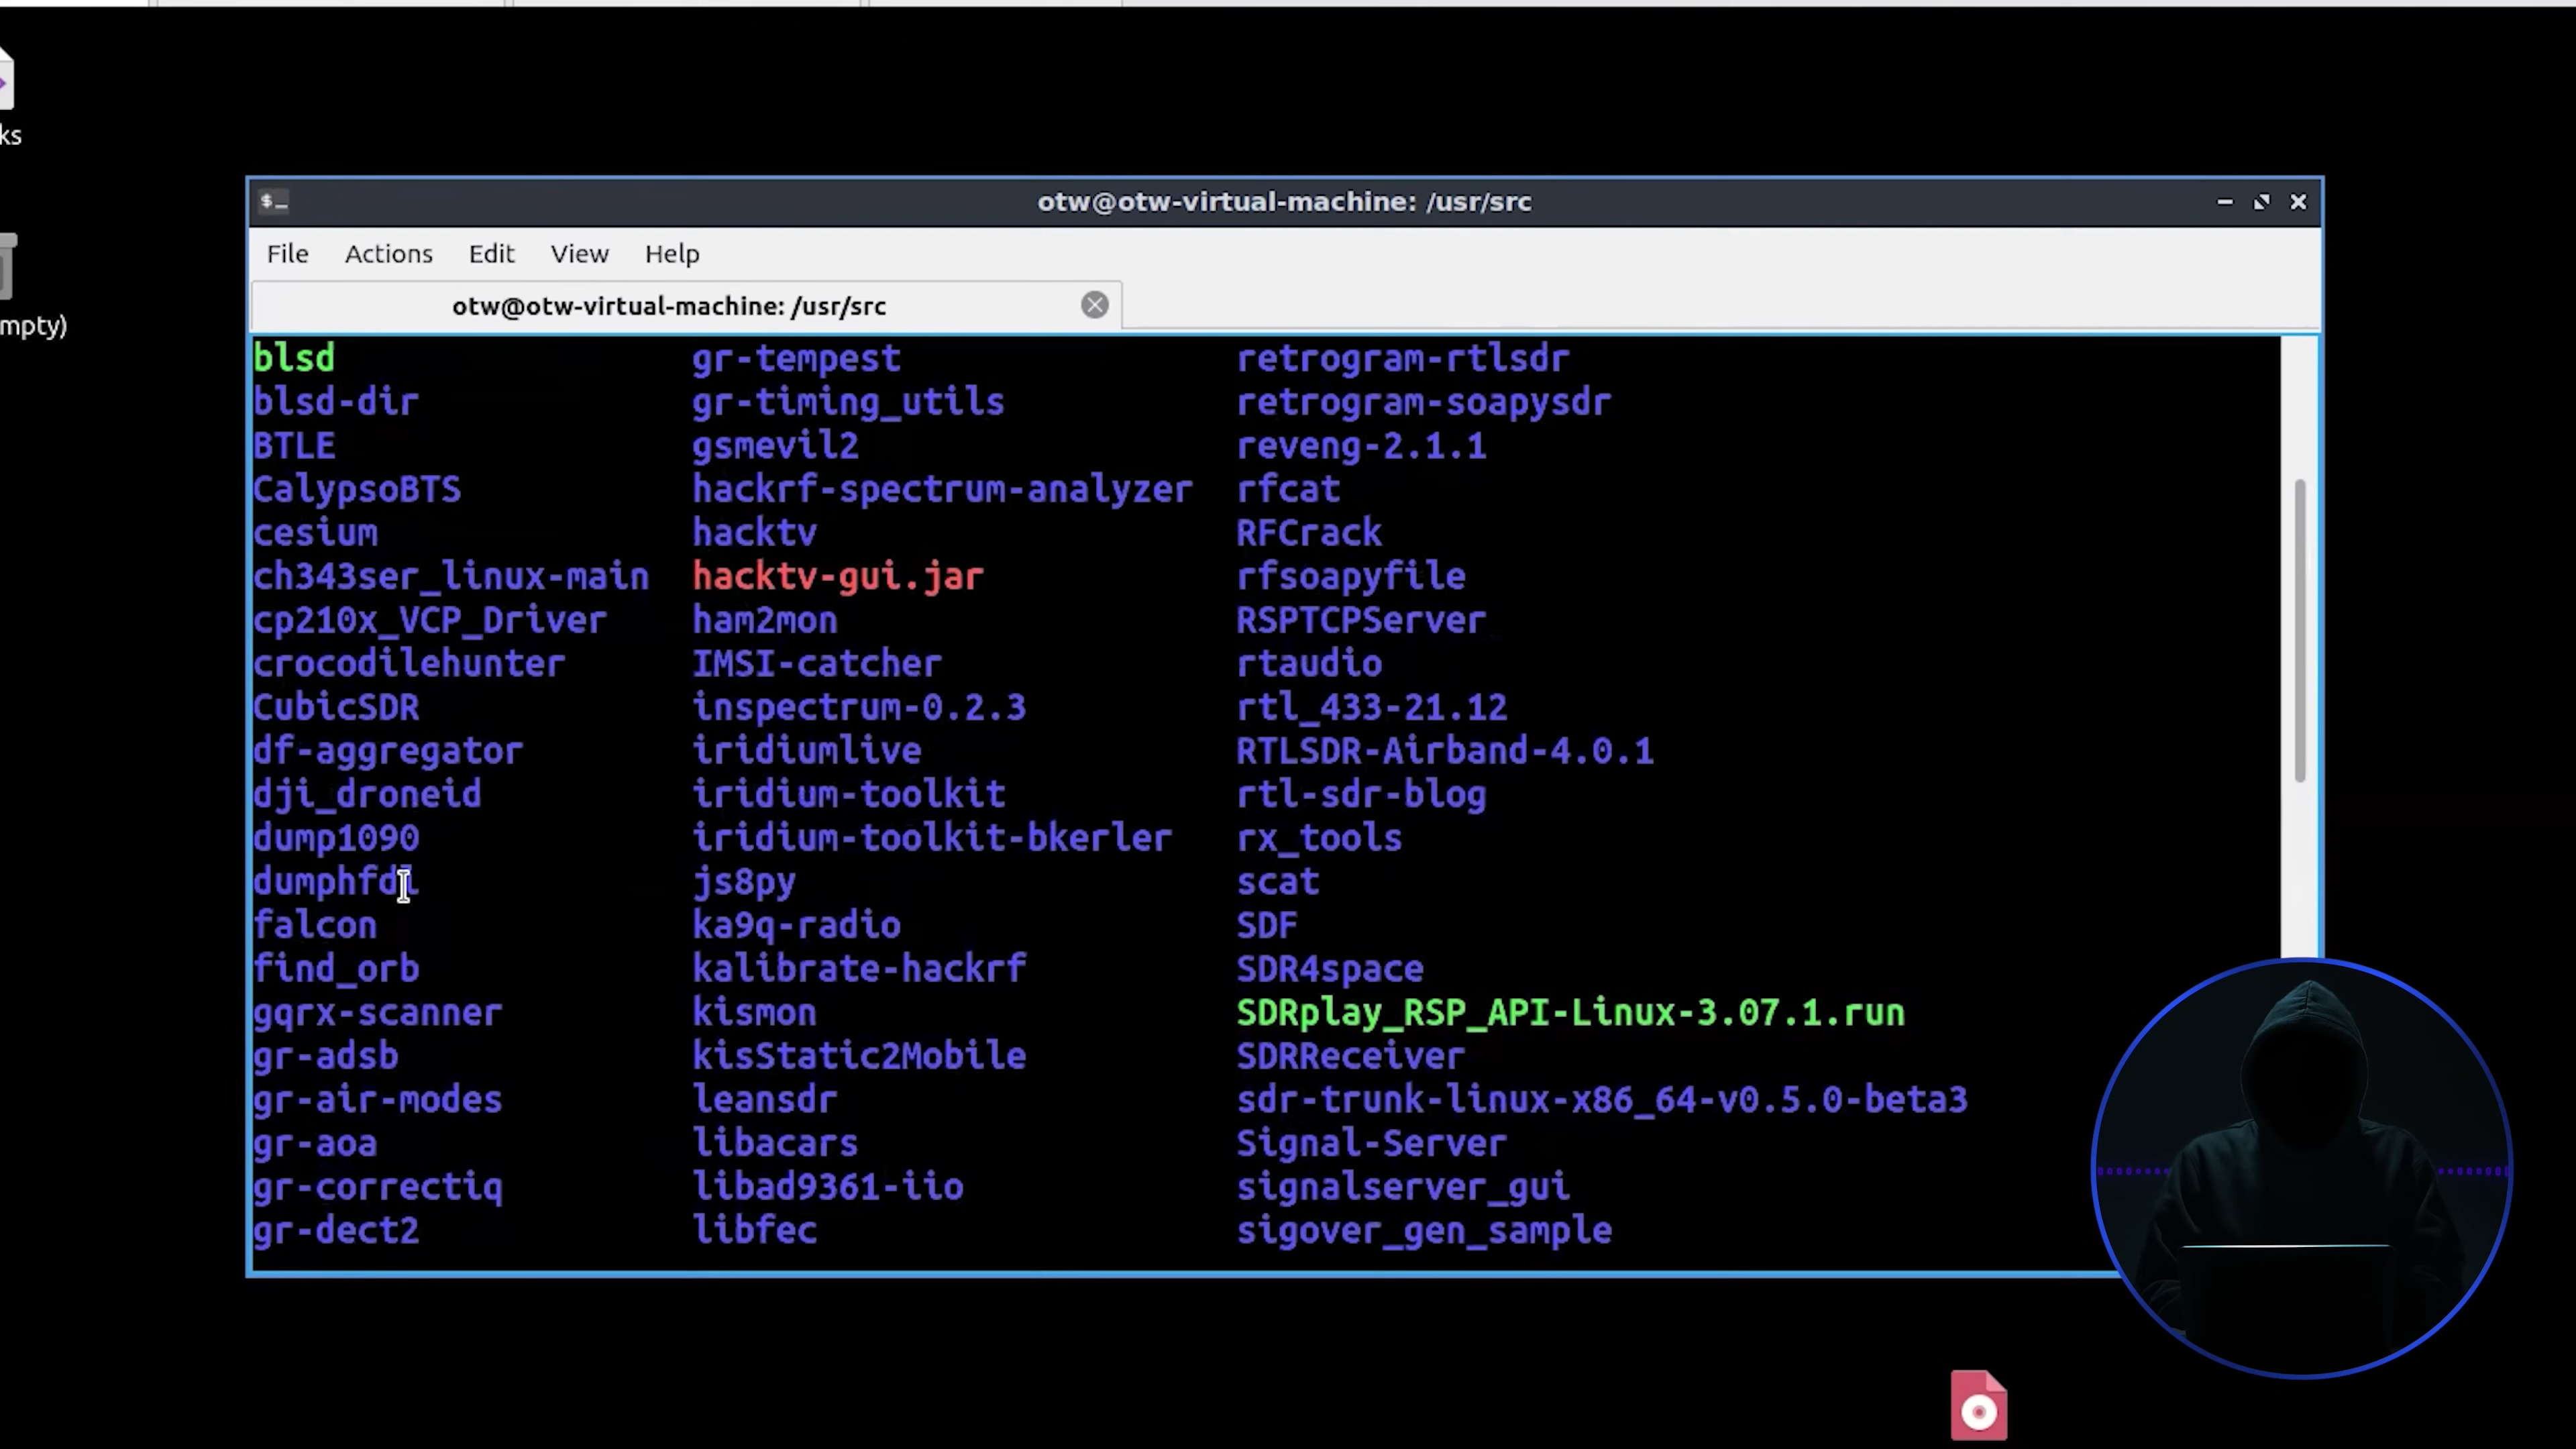 ks
mpty)
otw@otw-virtual-machine: /usr/src
File Actions Edit View Help
otw@otw-virtual-machine: /usr/src
blsd gr-tempest retrogram-rtlsdr
blsd-dir gr-timing_utils retrogram-soapysdr
BTLE gsmevil2 reveng-2.1.1
CalypsoBTS hackrf-spectrum-analyzer rfcat
cesium hacktv RFCrack
ch343ser_linux-main hacktv-gui.jar rfsoapyfile
cp210x_VCP_Driver ham2mon RSPTCPServer
crocodilehunter IMSI-catcher rtaudio
CubicSDR inspectrum-0.2.3 rtl_433-21.12
df-aggregator iridiumlive RTLSDR-Airband-4.0.1
dji_droneid iridium-toolkit rtl-sdr-blog
dump1090 iridium-toolkit-bkerler rx_tools
dumphfdl js8py scat
falcon ka9q-radio SDF
find_orb kalibrate-hackrf SDR4space
gqrx-scanner kismon SDRplay_RSP_API-Linux-3.07.1.run
gr-adsb kisStatic2Mobile SDRReceiver
gr-air-modes leansdr sdr-trunk-linux-x86_64-v0.5.0-beta3
gr-aoa libacars Signal-Server
gr-correctiq libad9361-iio signalserver_gui
gr-dect2 libfec sigover_gen_sample